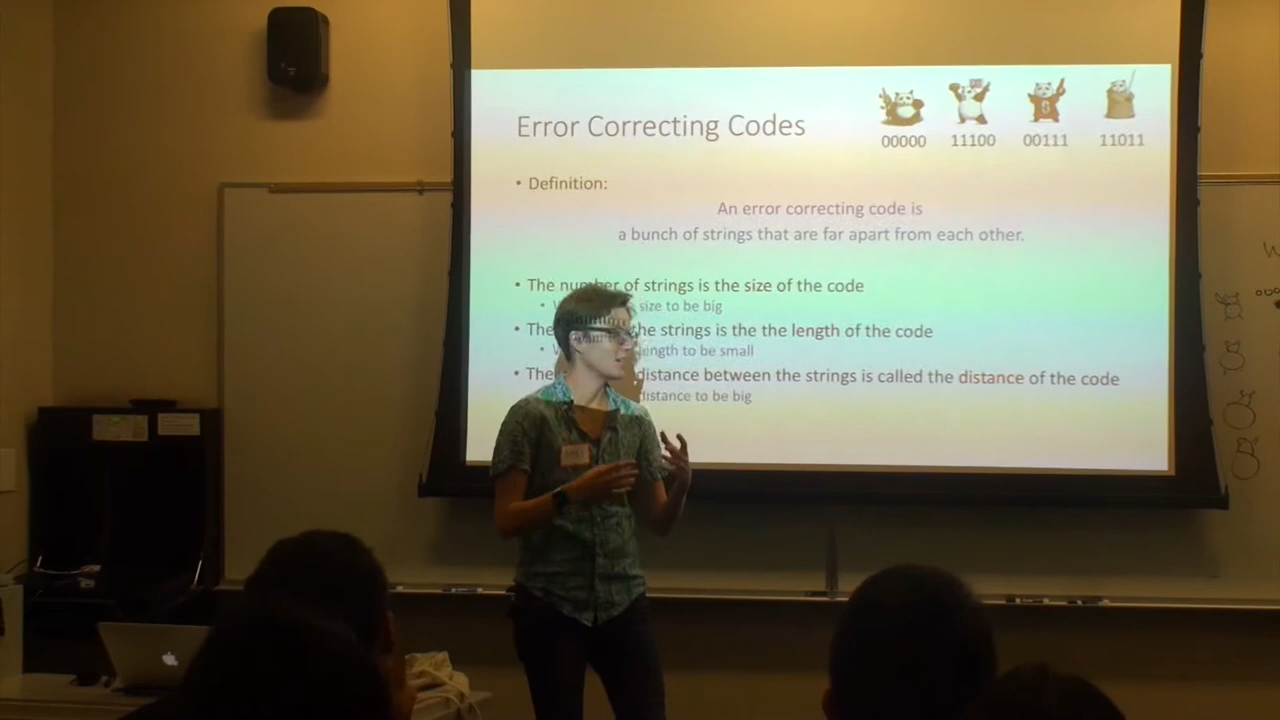 Error Correcting Codes
00000 11100 00111 11011
• Definition:
An error correcting code is
a bunch of strings that are far apart from each other.
• The number of strings is the size of the code
• size to be big
• The the strings is the the length of the code
• length to be small
• The distance between the strings is called the distance of the code
distance to be big